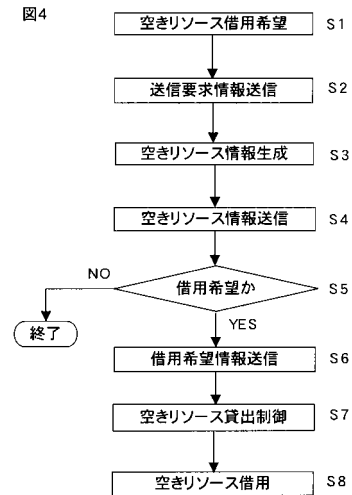 図4
空きリソース借用希望 S1
送信要求情報送信 S2
空きリソース情報生成 S3
空きリソース情報送信 S4
借用希望か S5
NO
YES
終了
借用希望情報送信 S6
空きリソース貸出制御 S7
空きリソース借用 S8